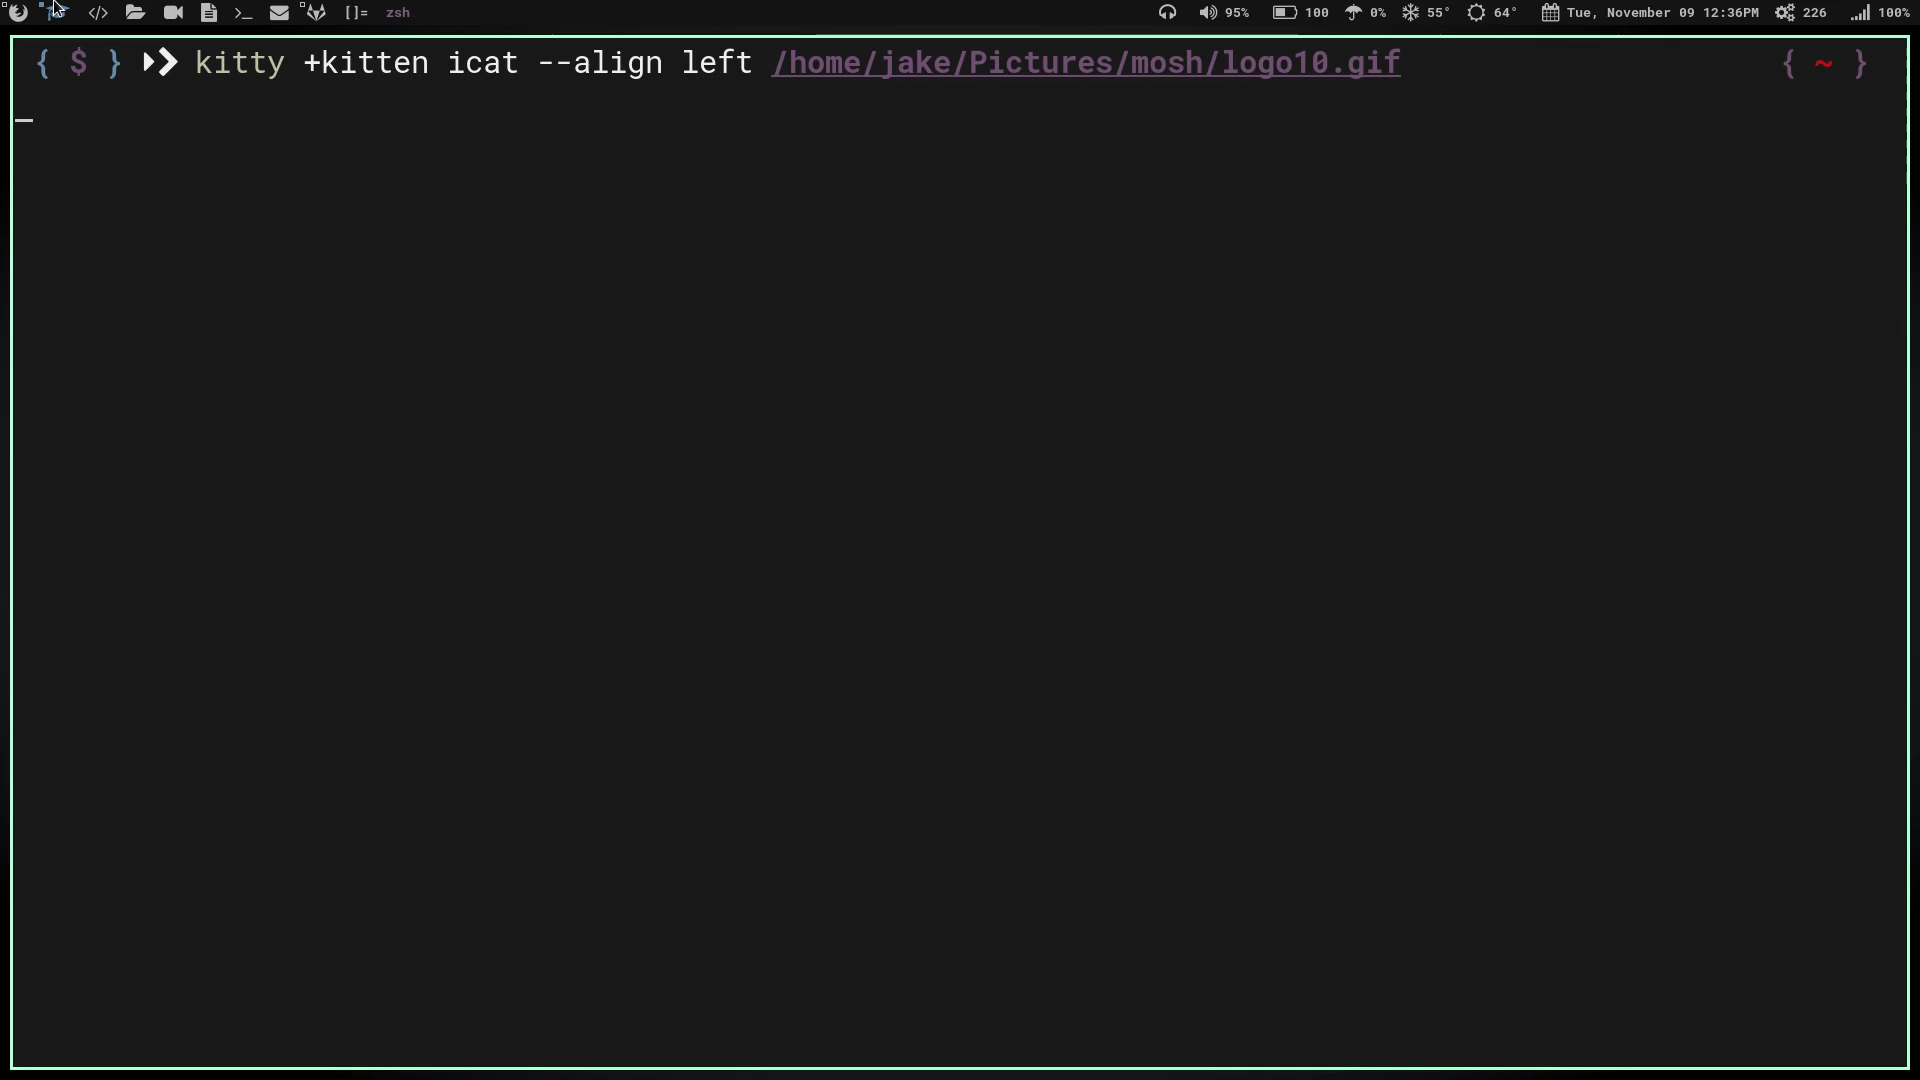 </> >_ []= zsh 95% 100 0% 55° 64° Tue, November 09 12:36PM 226 100%
{ $ } kitty +kitten icat --align left /home/jake/Pictures/mosh/logo10.gif { ~ }